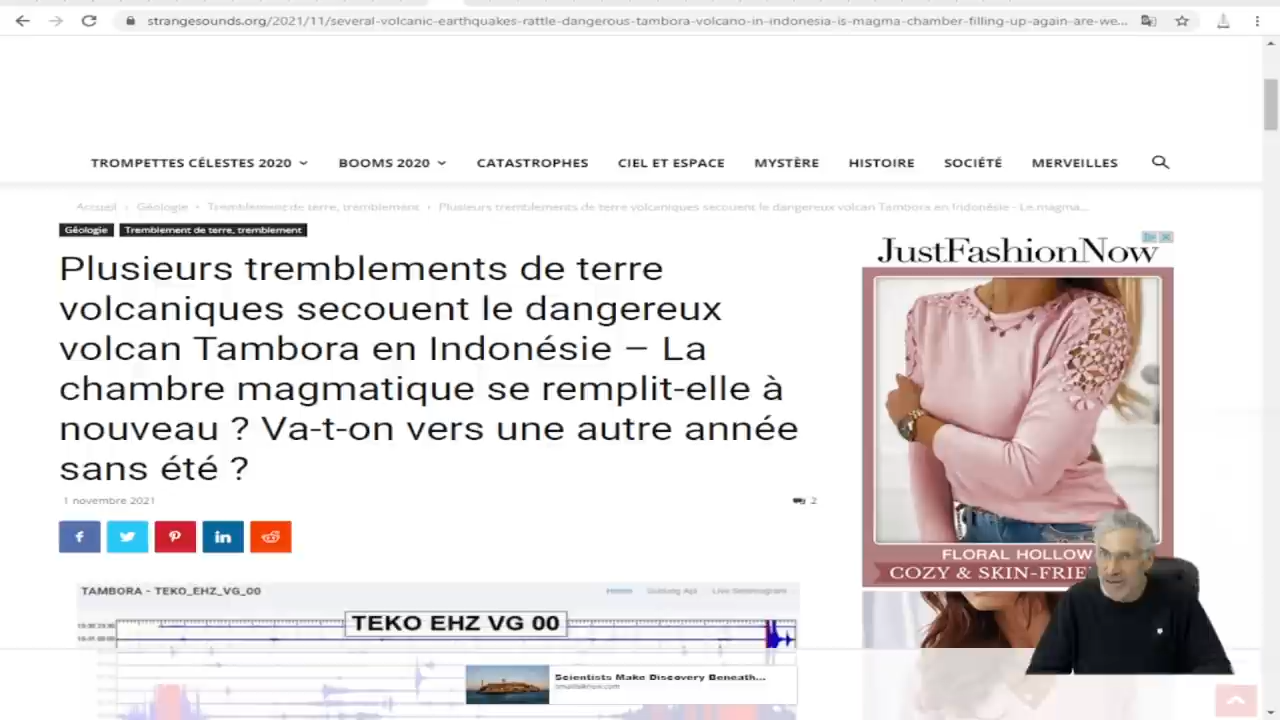 strangesounds.org/2021/11/several-volcanic-earthquakes-rattle-dangerous-tambora-volcano-in-indonesia-is-magma-chamber-filling-up-again-are-we...
TROMPETTES CÉLESTES 2020 BOOMS 2020 CATASTROPHES CIEL ET ESPACE MYSTÈRE HISTOIRE SOCIÉTÉ MERVEILLES
Accueil › Géologie › Tremblement de terre, tremblement › Plusieurs tremblements de terre volcaniques secouent le dangereux volcan Tambora en Indonésie - Le magma...
Géologie Tremblement de terre, tremblement
Plusieurs tremblements de terre
volcaniques secouent le dangereux
volcan Tambora en Indonésie – La
chambre magmatique se remplit-elle à
nouveau ? Va-t-on vers une autre année
sans été ?
1 novembre 2021
2
JustFashionNow
FLORAL HOLLOW
COZY & SKIN-FRIE
TAMBORA - TEKO_EHZ_VG_00
Home
Live Seismogram
TEKO EHZ VG 00
Scientists Make Discovery Beneath...